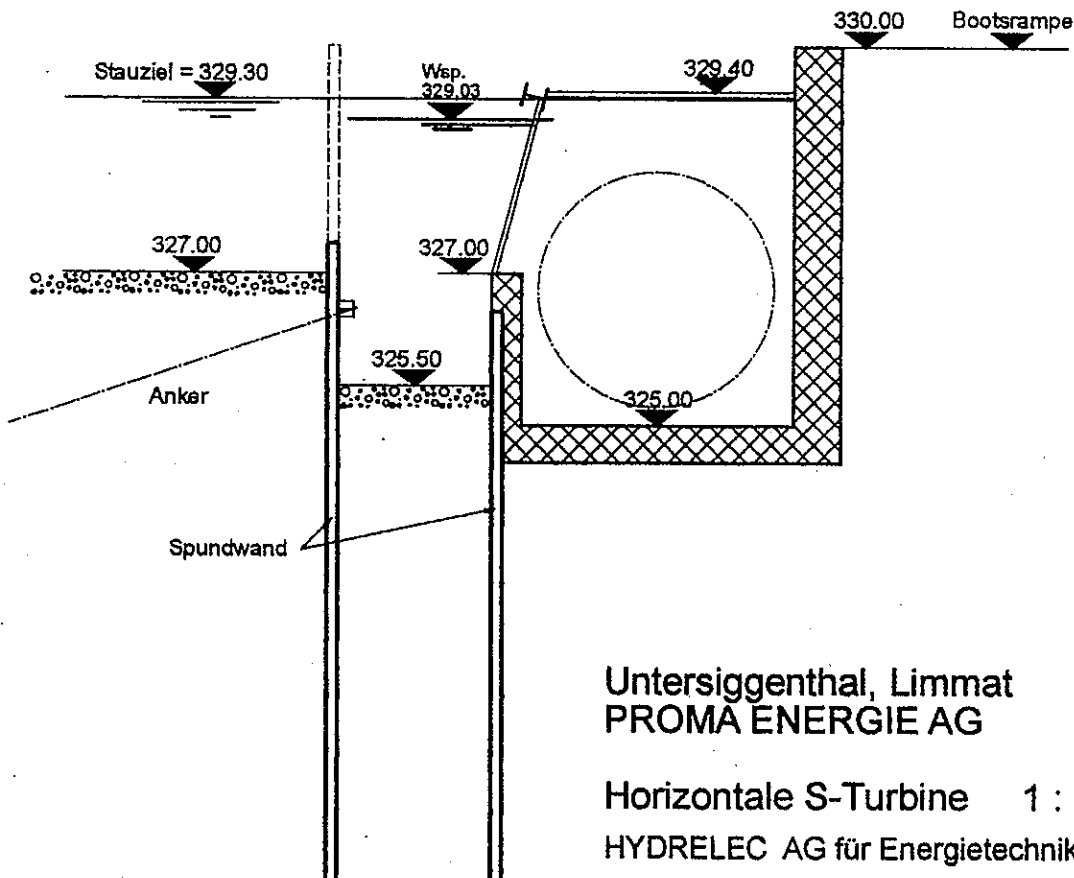 330.00 Bootsrampe
Stauziel = 329.30
Wsp.
329.03
329.40
327.00
327.00
325.50
Anker
325.00
Spundwand
Untersiggenthal, Limmat
PROMA ENERGIE AG
Horizontale S-Turbine 1 :
HYDRELEC AG für Energietechnik